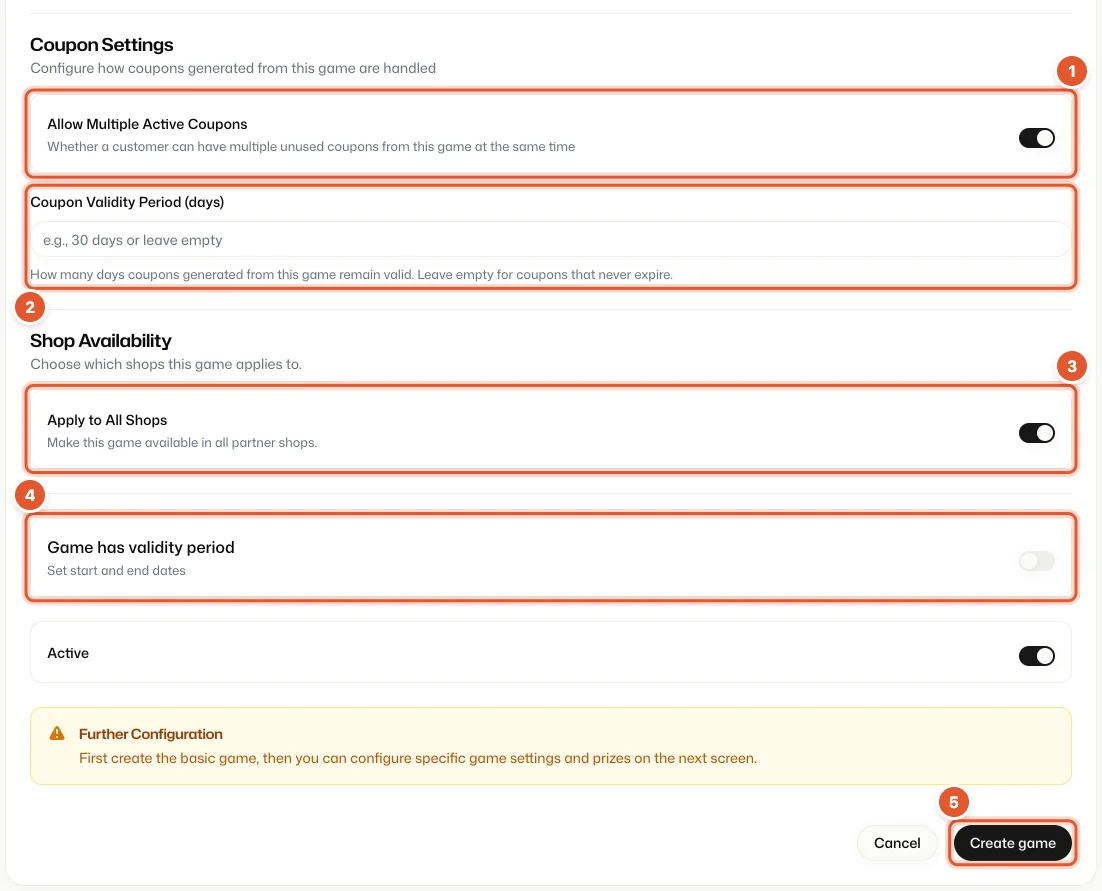 Coupon Settings
Configure how coupons generated from this game are handled
1
Allow Multiple Active Coupons
Whether a customer can have multiple unused coupons from this game at the same time
Coupon Validity Period (days)
e.g., 30 days or leave empty
How many days coupons generated from this game remain valid. Leave empty for coupons that never expire.
2
Shop Availability
Choose which shops this game applies to.
3
Apply to All Shops
Make this game available in all partner shops.
4
Game has validity period
Set start and end dates
Active
Further Configuration
First create the basic game, then you can configure specific game settings and prizes on the next screen.
5
Cancel
Create game